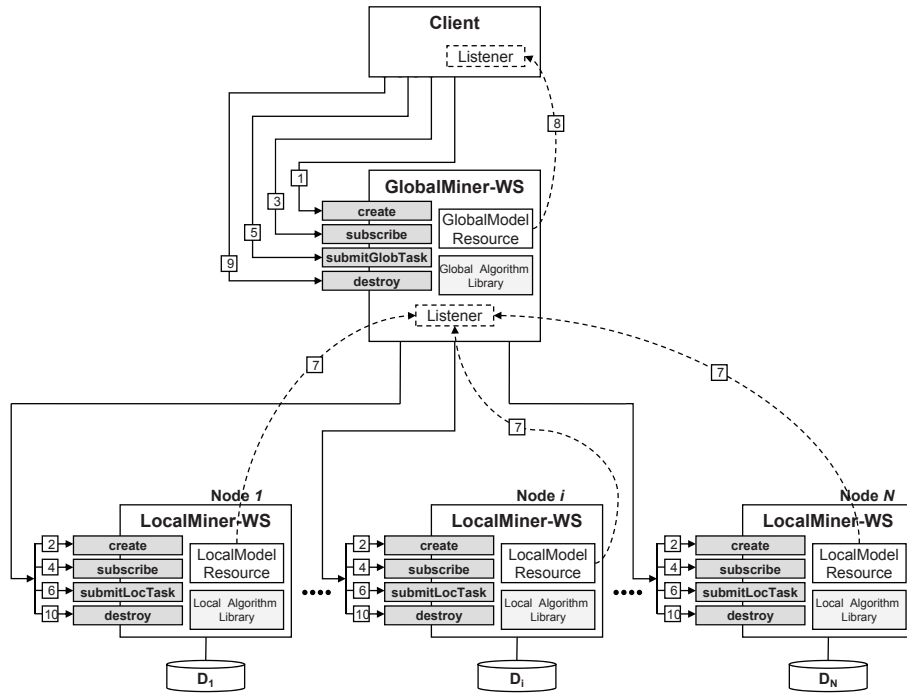 Client
Listener
8
1
3
5
9
GlobalMiner-WS
create
subscribe
submitGlobTask
destroy
GlobalModel
Resource
Global Algorithm
Library
Listener
7
7
7
Node 1
LocalMiner-WS
2
create
4
subscribe
6
submitLocTask
10
destroy
LocalModel
Resource
Local Algorithm
Library
D1
••••
Node i
LocalMiner-WS
2
create
4
subscribe
6
submitLocTask
10
destroy
LocalModel
Resource
Local Algorithm
Library
Di
••••
Node N
LocalMiner-WS
2
create
4
subscribe
6
submitLocTask
10
destroy
LocalModel
Resource
Local Algorithm
Library
DN